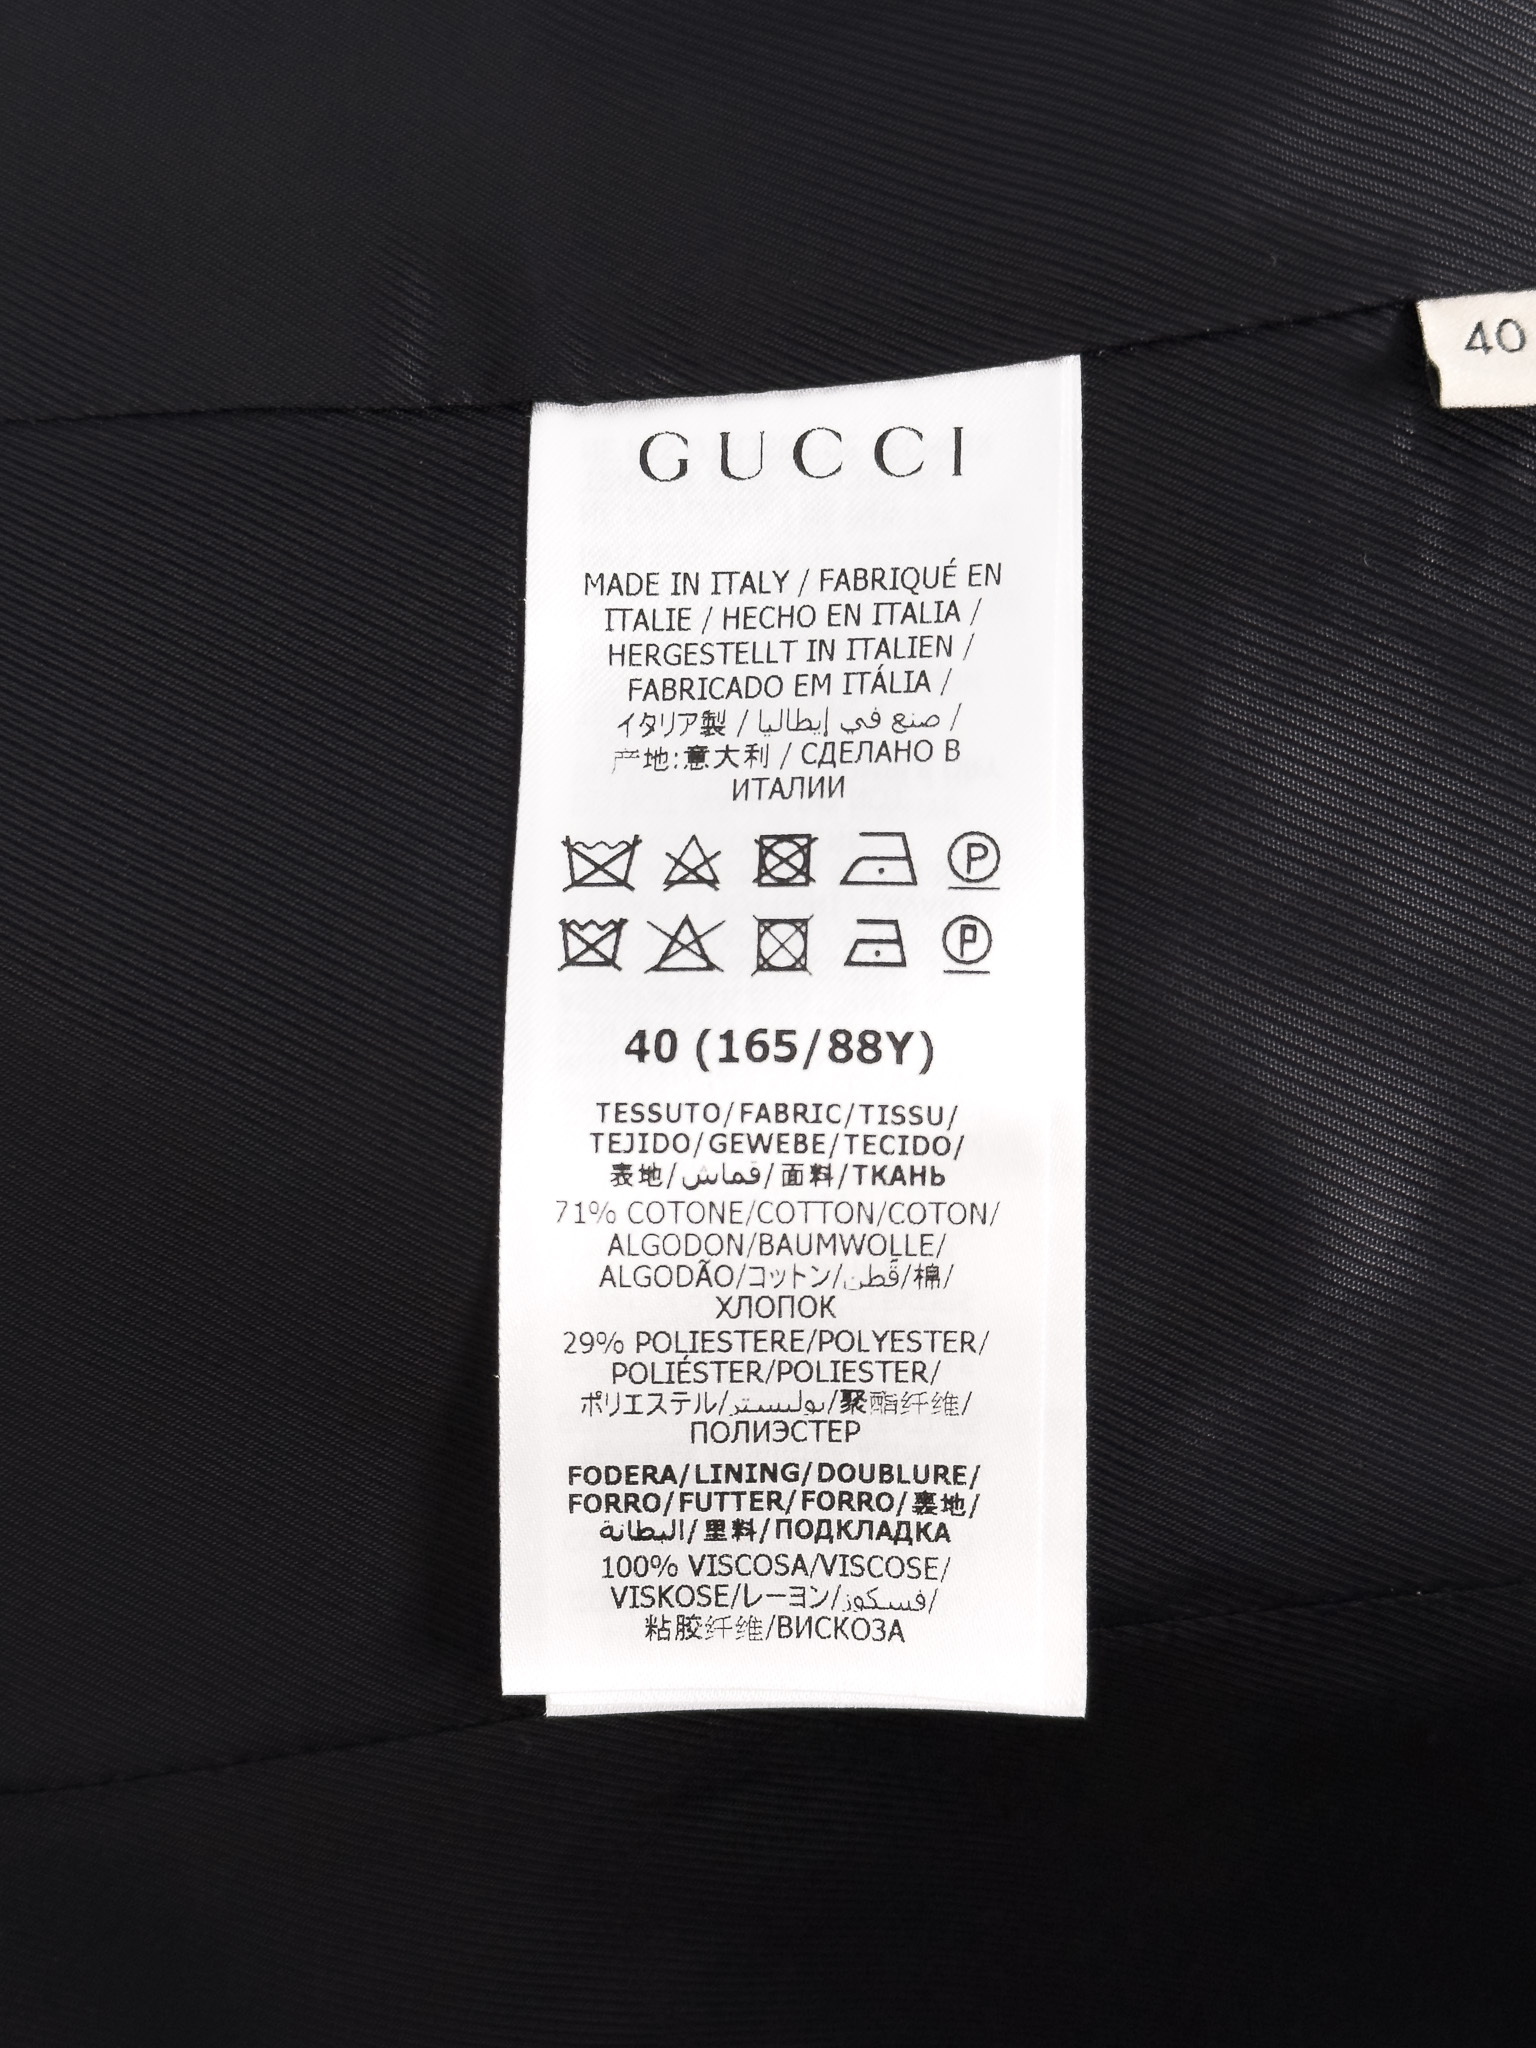 GUCCI
40
MADE IN ITALY / FABRIQUÉ EN
ITALIE / HECHO EN ITALIA /
HERGESTELLT IN ITALIEN /
FABRICADO EM ITÁLIA /
イタリア製 / صنع في إيطاليا /
产地:意大利 / СДЕЛАНО В
ИТАЛИИ
P
P
40 (165/88Y)
TESSUTO/FABRIC/TISSU/
TEJIDO/GEWEBE/TECIDO/
表地/قماش/面料/ТКАНЬ
71% COTONE/COTTON/COTON/
ALGODON/BAUMWOLLE/
ALGODÃO/コットン/قطن/棉/
ХЛОПОК
29% POLIESTERE/POLYESTER/
POLIÉSTER/POLIESTER/
ポリエステル/بوليستر/聚酯纤维/
ПОЛИЭСТЕР
FODERA/LINING/DOUBLURE/
FORRO/FUTTER/FORRO/裏地/
البطانة/里料/ПОДКЛАДКА
100% VISCOSA/VISCOSE/
VISKOSE/レーヨン/فسكوز/
粘胶纤维/ВИСКОЗА